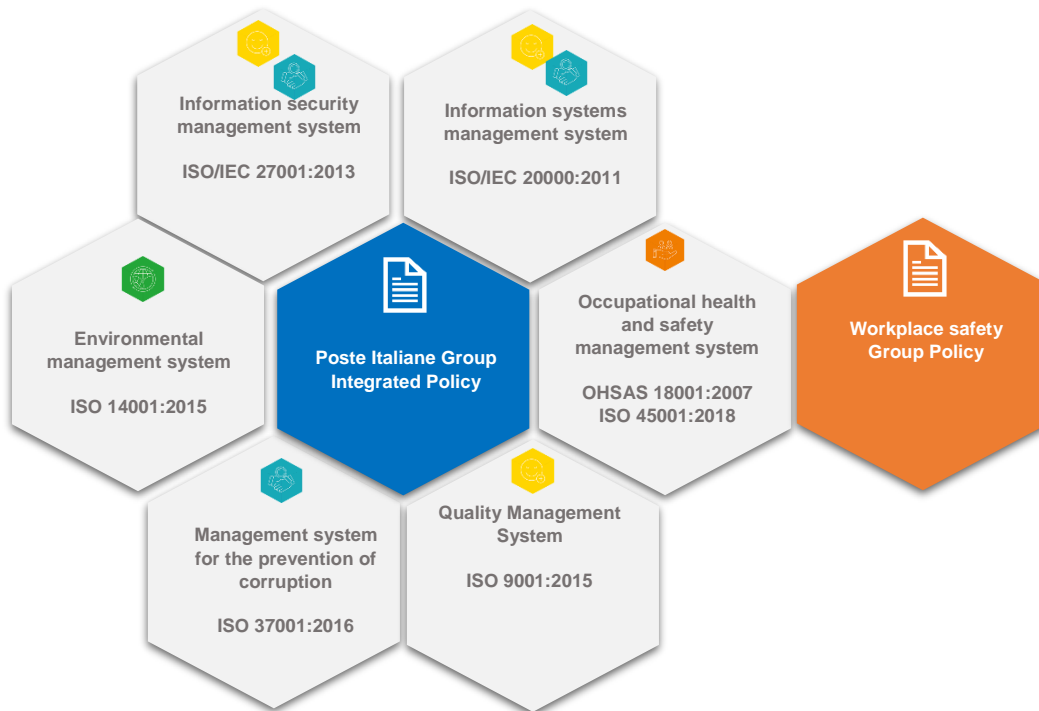 Information security
management system
ISO/IEC 27001:2013
Information systems
management system
ISO/IEC 20000:2011
Environmental
management system
ISO 14001:2015
Poste Italiane Group
Integrated Policy
Occupational health
and safety
management system
OHSAS 18001:2007
ISO 45001:2018
Workplace safety
Group Policy
Management system
for the prevention of
corruption
ISO 37001:2016
Quality Management
System
ISO 9001:2015